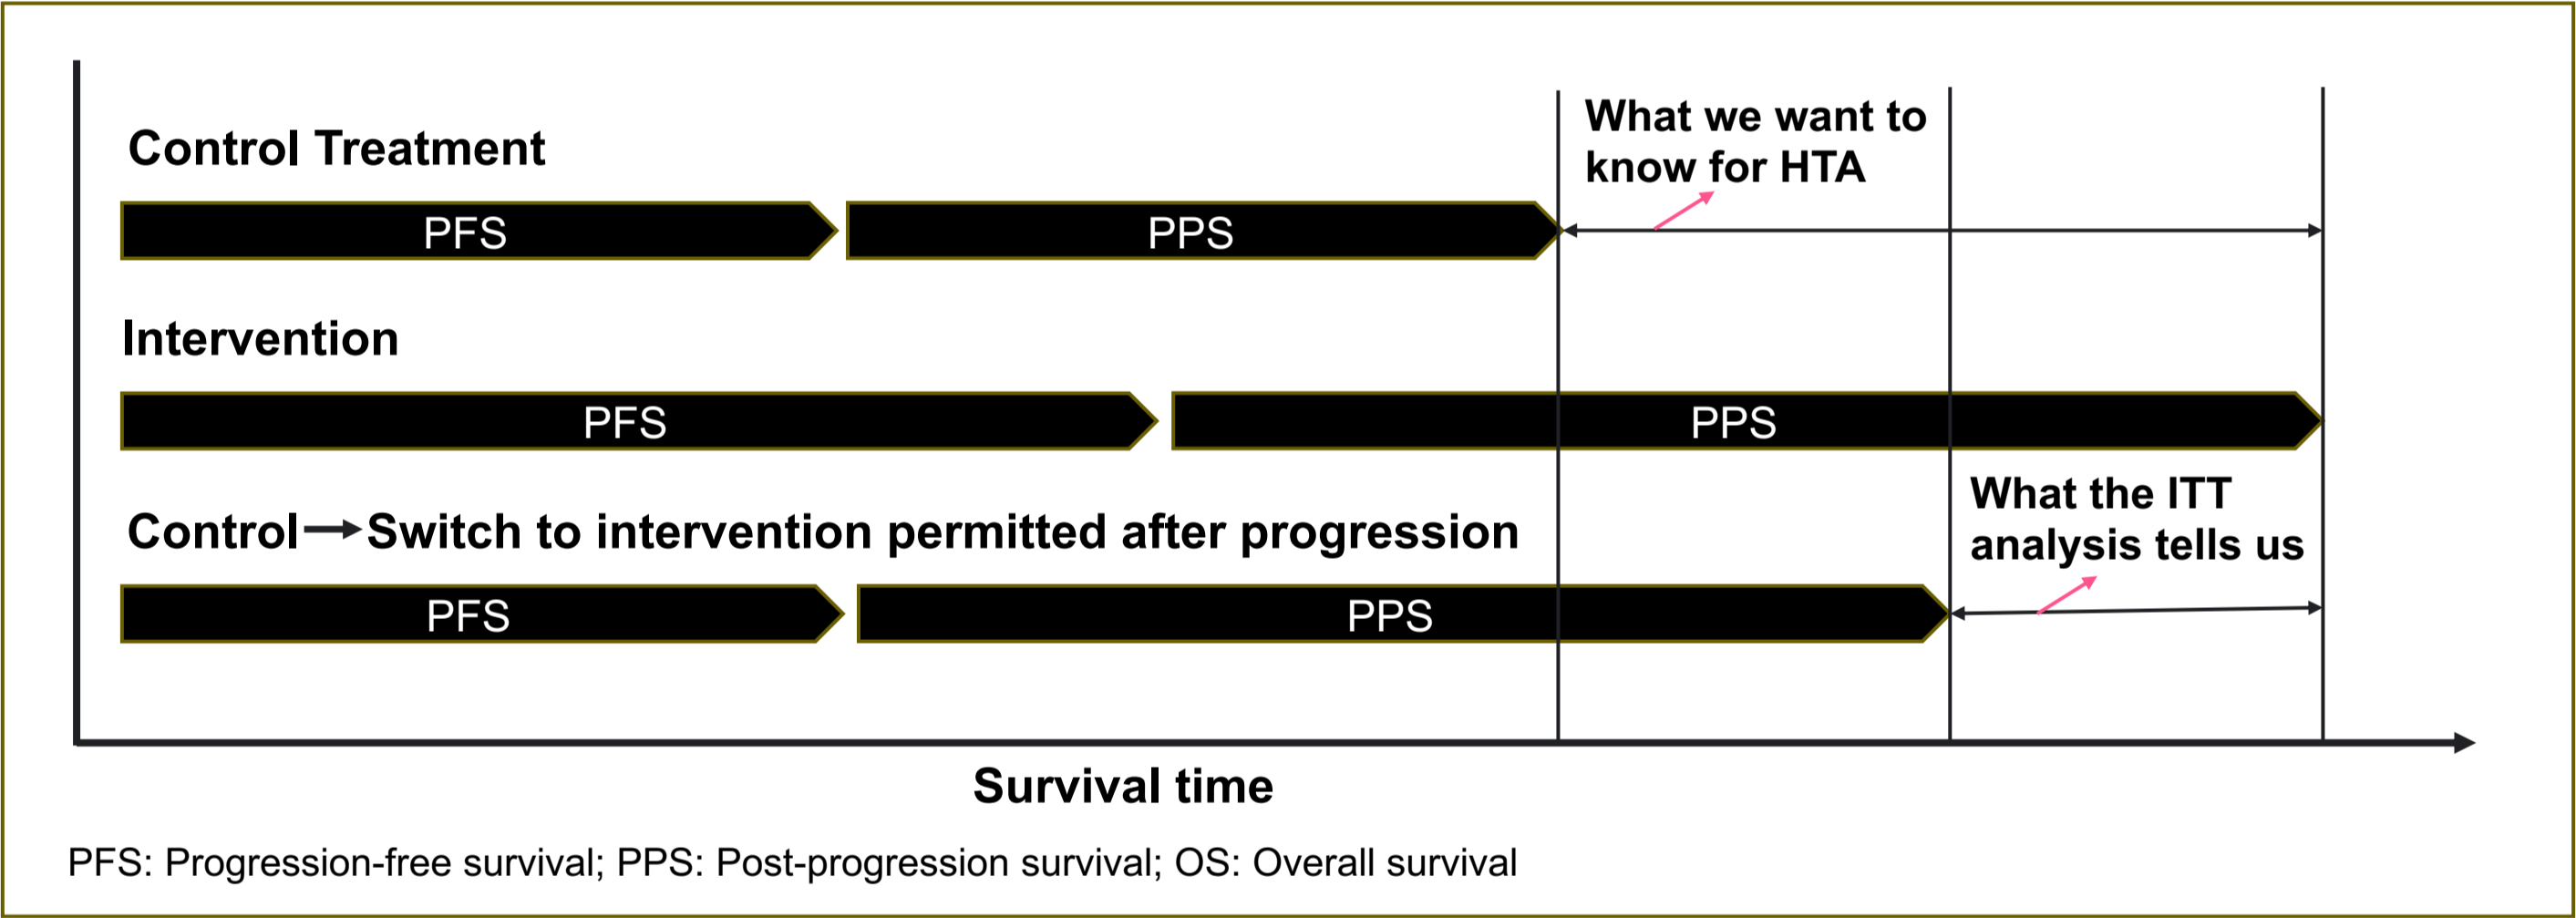 What we want to
know for HTA
Control Treatment
PFS
PPS
Intervention
PFS
PPS
What the ITT
analysis tells us
Control Switch to intervention permitted after progression
PFS
PPS
Survival time
PFS: Progression-free survival; PPS: Post-progression survival; OS: Overall survival